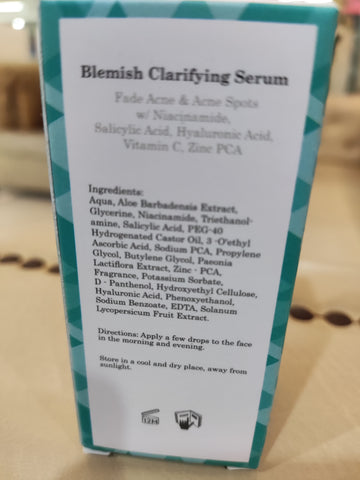 Blemish Clarifying Serum
Fade Acne & Acne Spots
w/ Niacinamide,
Salicylic Acid, Hyaluronic Acid,
Vitamin C, Zinc PCA
Ingredients:
Aqua, Aloe Barbadensis Extract,
Glycerine, Niacinamide, Triethanol-
amine, Salicylic Acid, PEG-40
Hydrogenated Castor Oil, 3 -O'ethyl
Ascorbic Acid, Sodium PCA, Propylene
Glycol, Butylene Glycol, Paeonia
Lactiflora Extract, Zinc - PCA,
Fragrance, Potassium Sorbate,
D - Panthenol, Hydroxyethyl Cellulose,
Hyaluronic Acid, Phenoxyethanol,
Sodium Benzoate, EDTA, Solanum
Lycopersicum Fruit Extract.
Directions: Apply a few drops to the face
in the morning and evening.
Store in a cool and dry place, away from
sunlight.
12M